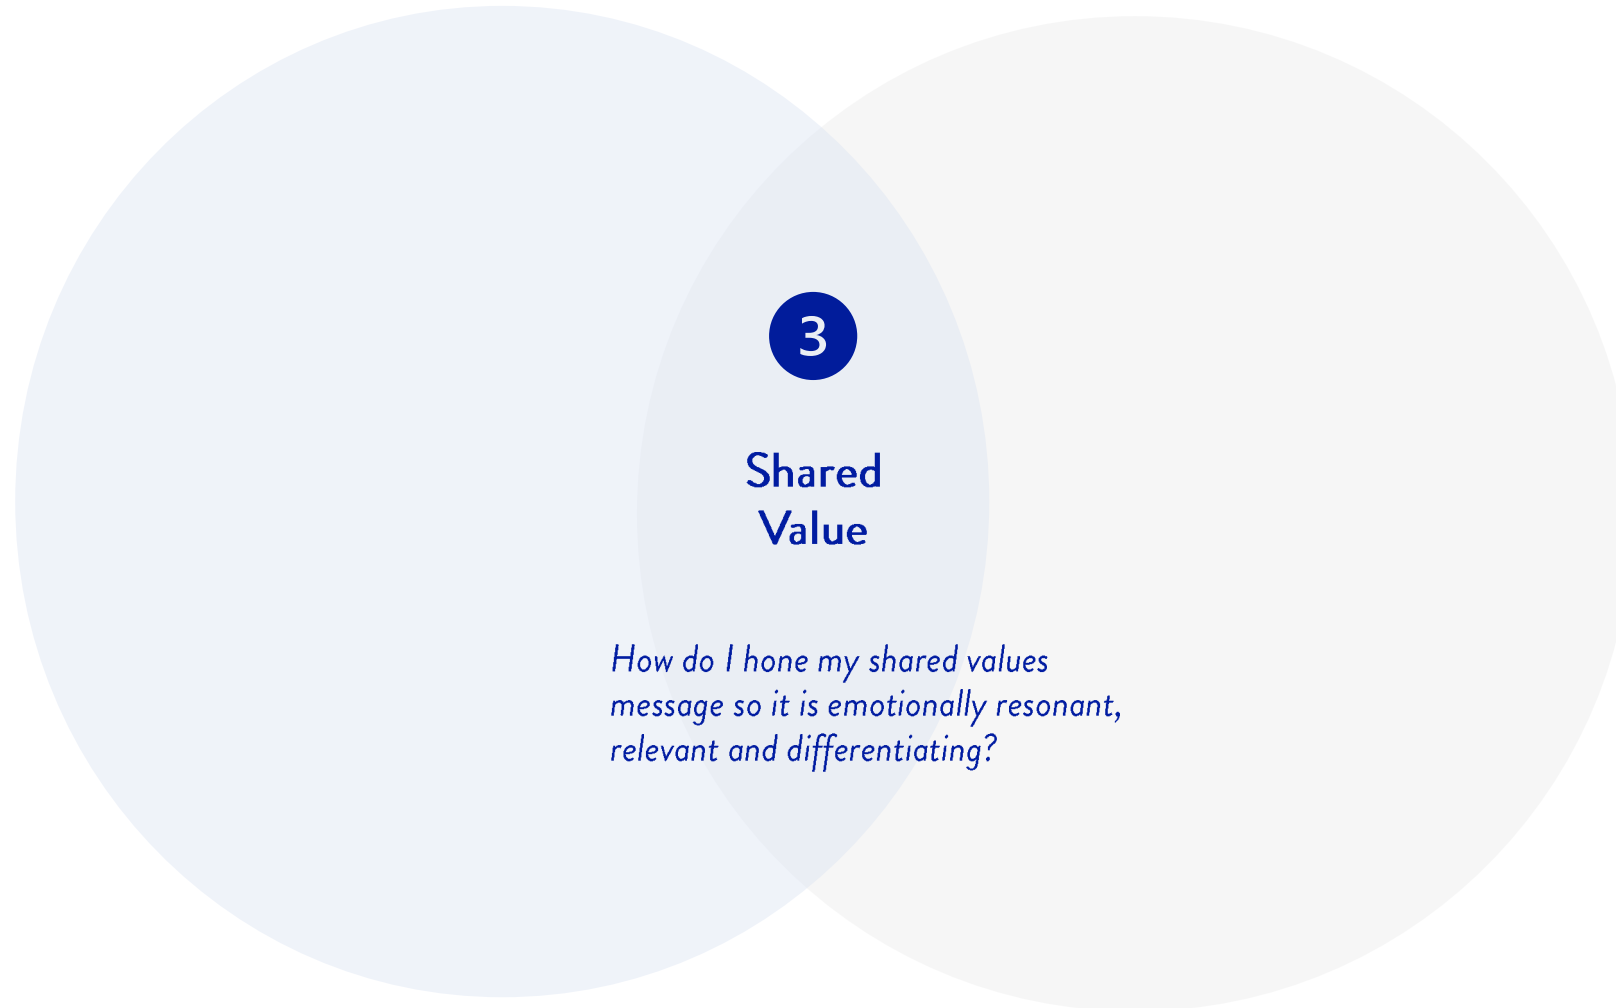 3
Shared
Value
How do I hone my shared values
message so it is emotionally resonant,
relevant and differentiating?